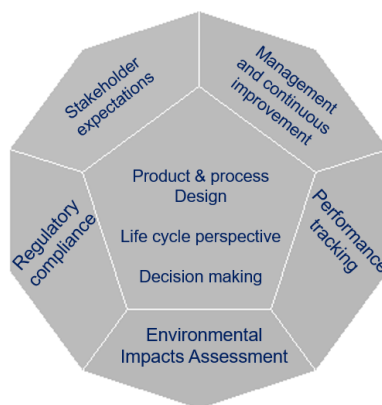 Stakeholder
expectations
Management
and continuous
improvement
Product & process
Design
Life cycle perspective
Decision making
Regulatory
compliance
Performance
tracking
Environmental
Impacts Assessment